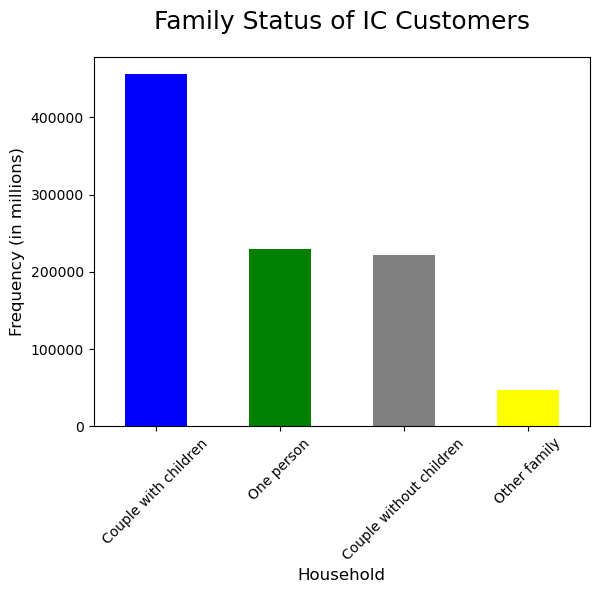 Family Status of IC Customers
Frequency (in millions)
400000
300000
200000
100000
0
Couple with children
One person
Couple without children
Other family
Household